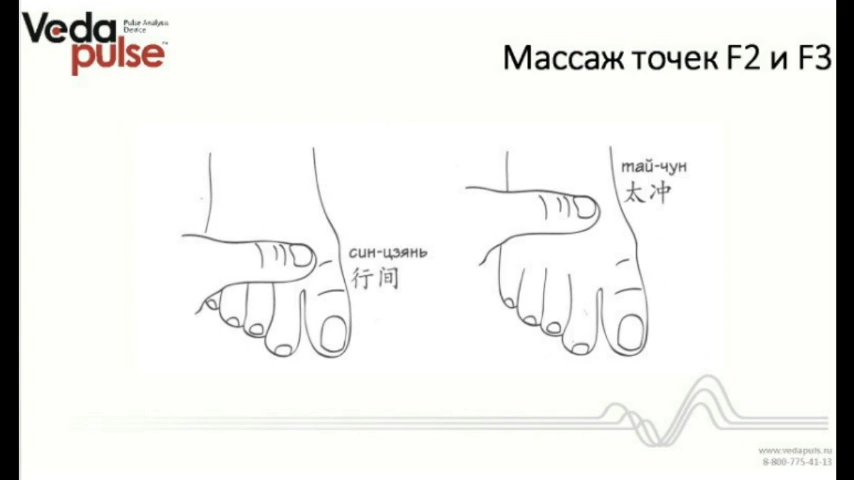 Veda
Pulse Analysis
Device
pulse™
Массаж точек F2 и F3
тай-чун
太冲
син-цзянь
行间
www.vedapuls.ru
8-800-775-41-13